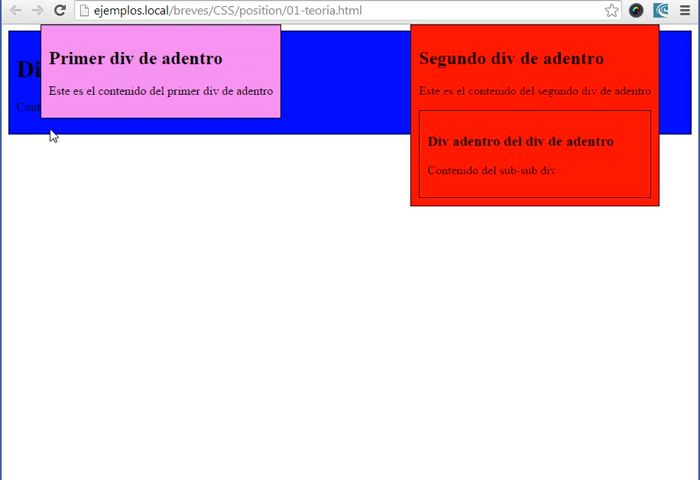 ejemplos.local/breves/CSS/position/01-teoria.html
Primer div de adentro
Este es el contenido del primer div de adentro
Di
Segundo div de adentro
Este es el contenido del segundo div de adentro
Div adentro del div de adentro
Contenido del sub-sub div